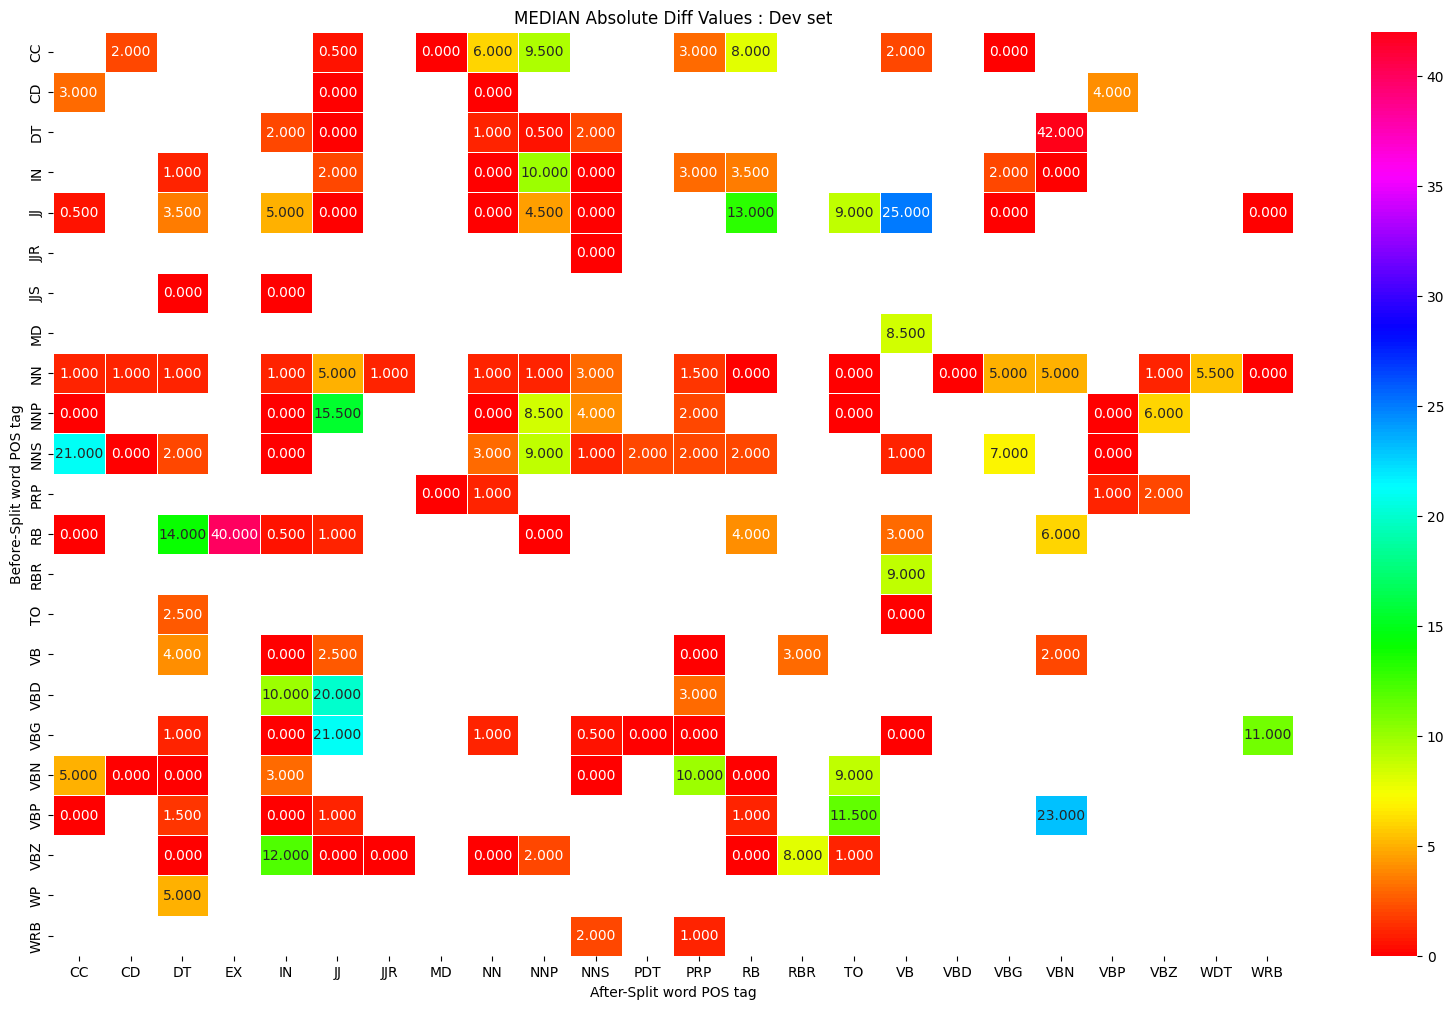 MEDIAN Absolute Diff Values : Dev set
Before-Split word POS tag
CC 2.000 0.500 0.000 6.000 9.500 3.000 8.000 2.000 0.000
CD 3.000 0.000 0.000 4.000
DT 2.000 0.000 1.000 0.500 2.000 42.000
IN 1.000 2.000 0.000 10.000 0.000 3.000 3.500 2.000 0.000
JJ 0.500 3.500 5.000 0.000 0.000 4.500 0.000 13.000 9.000 25.000 0.000 0.000
JJR 0.000
JJS 0.000 0.000
MD 8.500
NN 1.000 1.000 1.000 1.000 5.000 1.000 1.000 1.000 3.000 1.500 0.000 0.000 0.000 5.000 5.000 1.000 5.500 0.000
NNP 0.000 0.000 15.500 0.000 8.500 4.000 2.000 0.000 0.000 6.000
NNS 21.000 0.000 2.000 0.000 3.000 9.000 1.000 2.000 2.000 2.000 1.000 7.000 0.000
PRP 0.000 1.000 1.000 2.000
RB 0.000 14.000 40.000 0.500 1.000 0.000 4.000 3.000 6.000
RBR 9.000
TO 2.500 0.000
VB 4.000 0.000 2.500 0.000 3.000 2.000
VBD 10.000 20.000 3.000
VBG 1.000 0.000 21.000 1.000 0.500 0.000 0.000 0.000 11.000
VBN 5.000 0.000 0.000 3.000 0.000 10.000 0.000 9.000
VBP 0.000 1.500 0.000 1.000 1.000 11.500 23.000
VBZ 0.000 12.000 0.000 0.000 0.000 2.000 0.000 8.000 1.000
WP 5.000
WRB 2.000 1.000
CC CD DT EX IN JJ JJR MD NN NNP NNS PDT PRP RB RBR TO VB VBD VBG VBN VBP VBZ WDT WRB
After-Split word POS tag
40
35
30
25
20
15
10
5
0